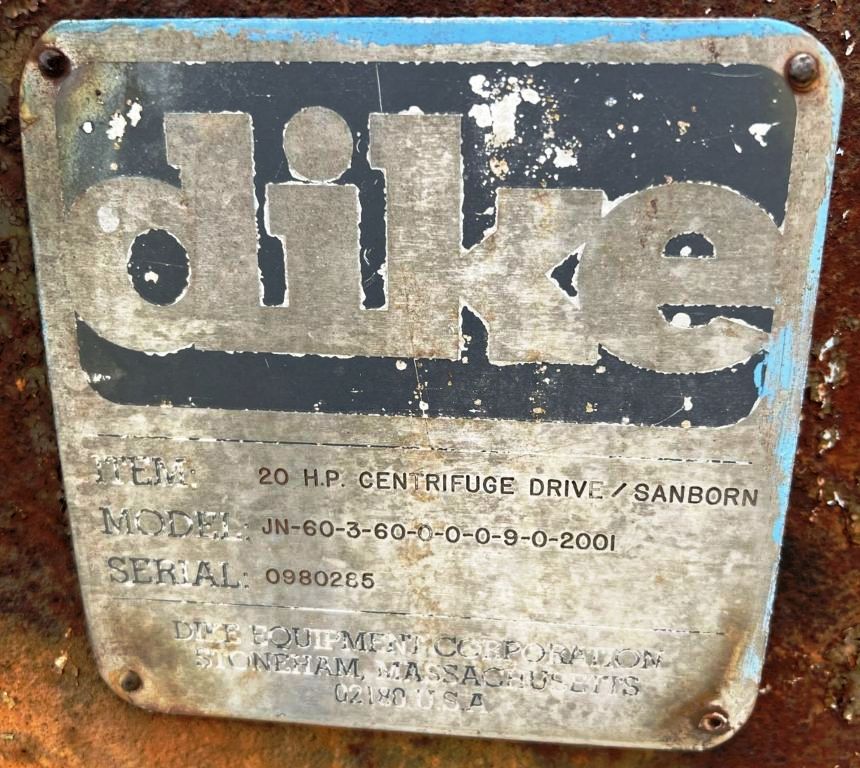 dike
ITEM: 20 H.P. CENTRIFUGE DRIVE/SANBORN
MODEL: JN-60-3-60-0-0-0-9-0-2001
SERIAL: 0980285
DIKE EQUIPMENT CORPORATION
STONEHAM, MASSACHUSETTS
02180 U.S.A